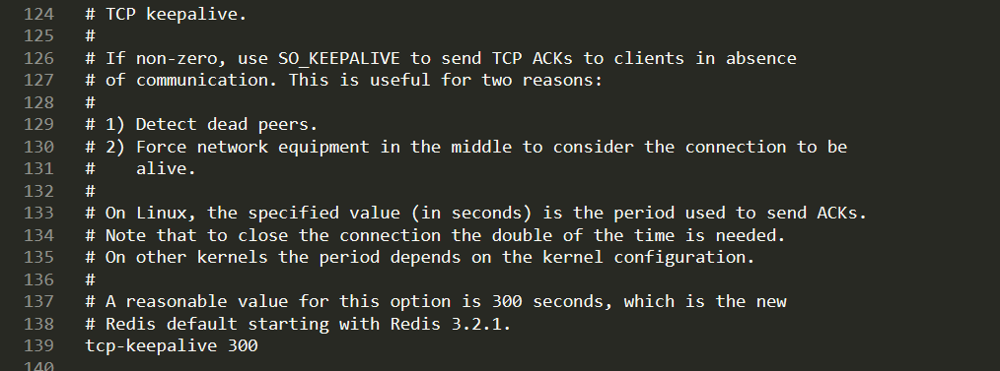 124 # TCP keepalive.
125 #
126 # If non-zero, use SO_KEEPALIVE to send TCP ACKs to clients in absence
127 # of communication. This is useful for two reasons:
128 #
129 # 1) Detect dead peers.
130 # 2) Force network equipment in the middle to consider the connection to be
131 #    alive.
132 #
133 # On Linux, the specified value (in seconds) is the period used to send ACKs.
134 # Note that to close the connection the double of the time is needed.
135 # On other kernels the period depends on the kernel configuration.
136 #
137 # A reasonable value for this option is 300 seconds, which is the new
138 # Redis default starting with Redis 3.2.1.
139 tcp-keepalive 300
140